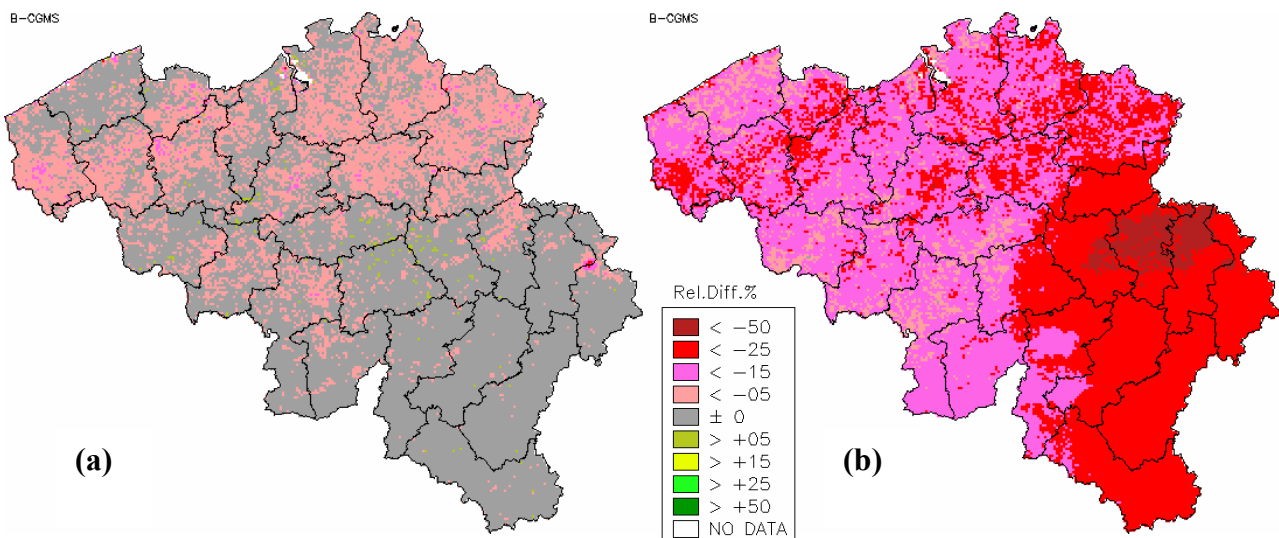 B-CGMS
B-CGMS
Rel.Diff.%
< -50
< -25
< -15
< -05
± 0
> +05
> +15
> +25
> +50
NO DATA
(a)
(b)